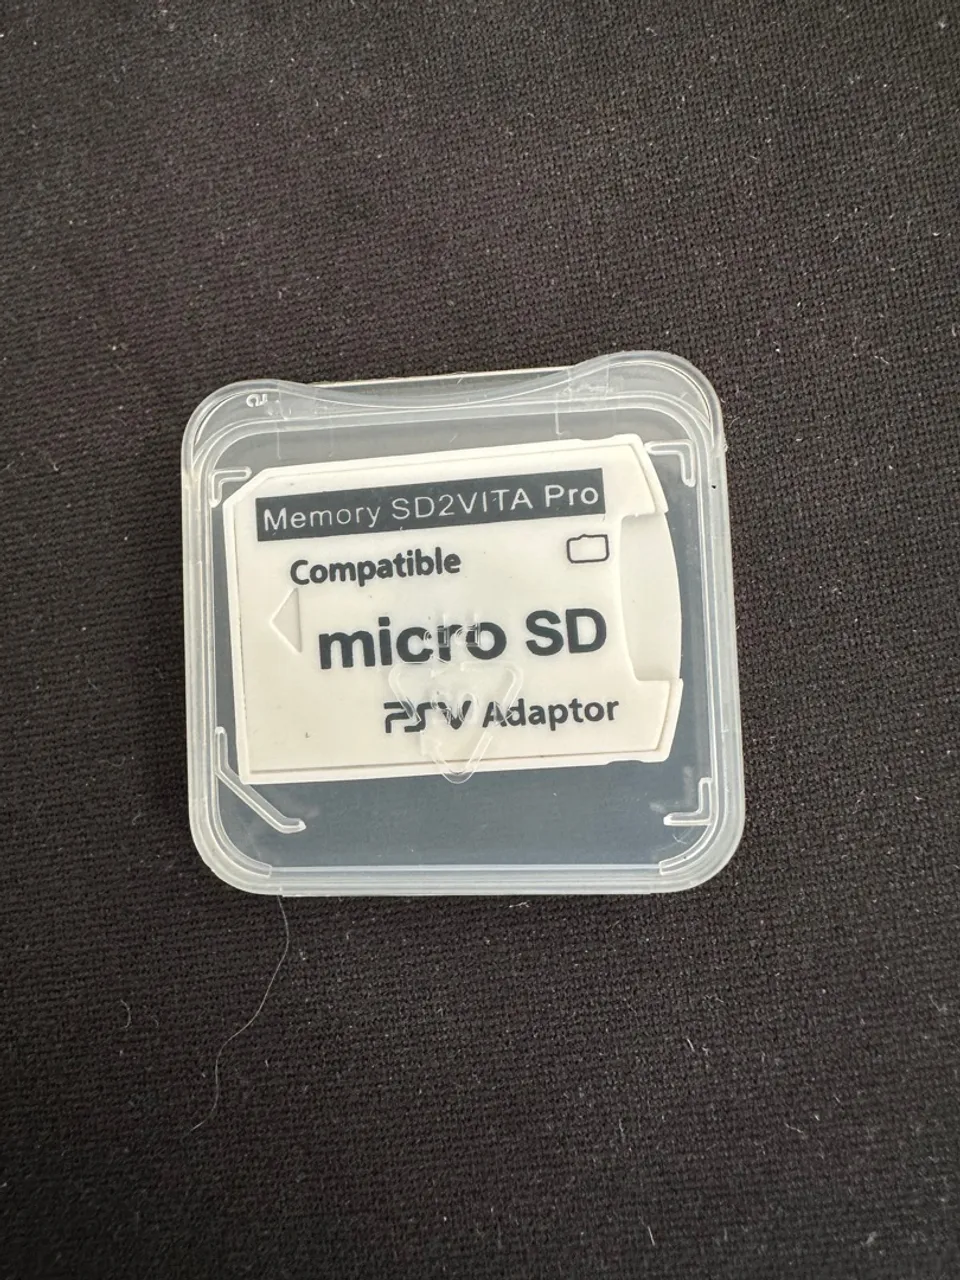 Memory SD2VITA Pro
Compatible
micro SD
PSV Adaptor